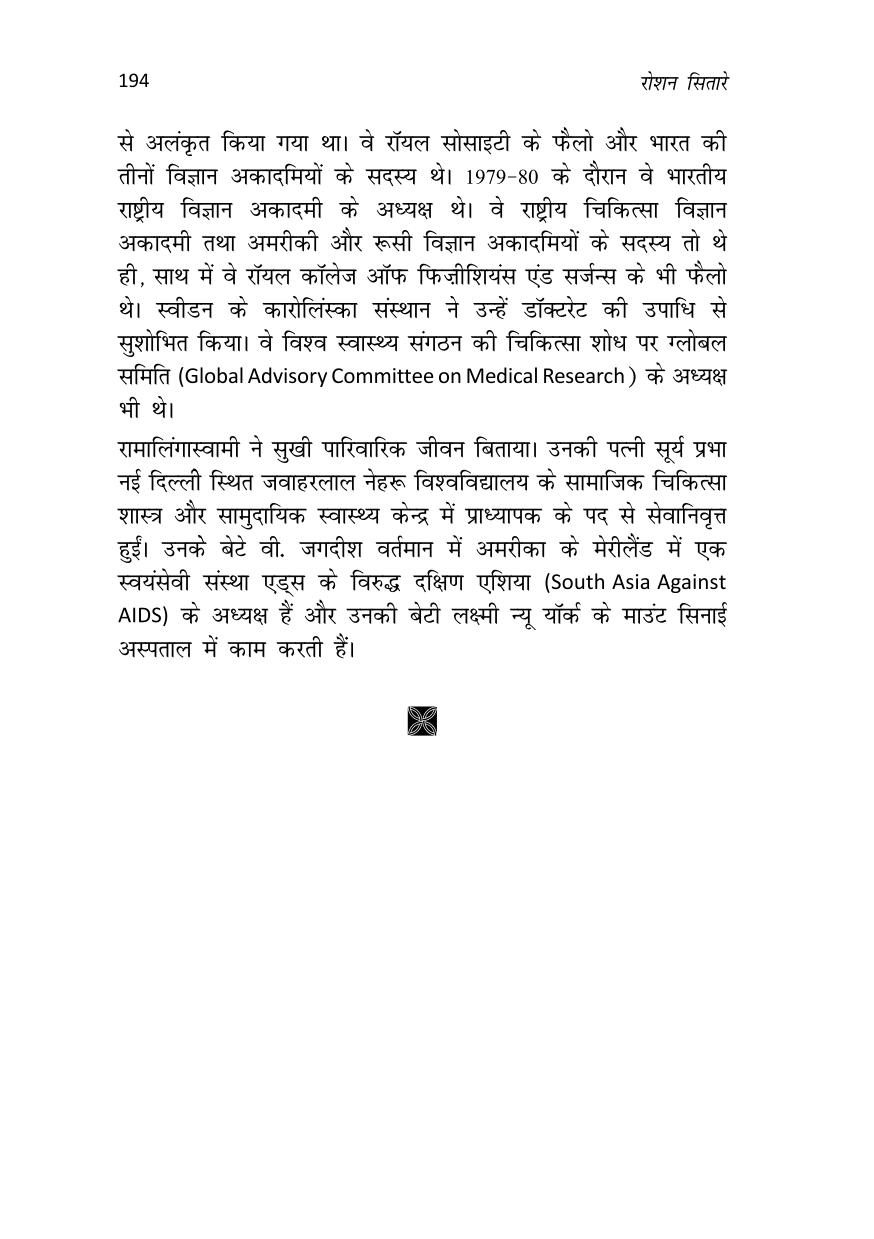 194 रोशन सितारे
से अलंकृत किया गया था। वे रॉयल सोसाइटी के फैलो और भारत की
तीनों विज्ञान अकादमियों के सदस्य थे। 1979-80 के दौरान वे भारतीय
राष्ट्रीय विज्ञान अकादमी के अध्यक्ष थे। वे राष्ट्रीय चिकित्सा विज्ञान
अकादमी तथा अमरीकी और रूसी विज्ञान अकादमियों के सदस्य तो थे
ही, साथ में वे रॉयल कॉलेज ऑफ फिज़ीशियंस एंड सर्जन्स के भी फैलो
थे। स्वीडन के कारोलिंस्का संस्थान ने उन्हें डॉक्टरेट की उपाधि से
सुशोभित किया। वे विश्व स्वास्थ्य संगठन की चिकित्सा शोध पर ग्लोबल
समिति (Global Advisory Committee on Medical Research) के अध्यक्ष
भी थे।
रामालिंगास्वामी ने सुखी पारिवारिक जीवन बिताया। उनकी पत्नी सूर्य प्रभा
नई दिल्ली स्थित जवाहरलाल नेहरू विश्वविद्यालय के सामाजिक चिकित्सा
शास्त्र और सामुदायिक स्वास्थ्य केन्द्र में प्राध्यापक के पद से सेवानिवृत्त
हुईं। उनके बेटे वी. जगदीश वर्तमान में अमरीका के मेरीलैंड में एक
स्वयंसेवी संस्था एड्स के विरुद्ध दक्षिण एशिया (South Asia Against
AIDS) के अध्यक्ष हैं और उनकी बेटी लक्ष्मी न्यू यॉर्क के माउंट सिनाई
अस्पताल में काम करती हैं।